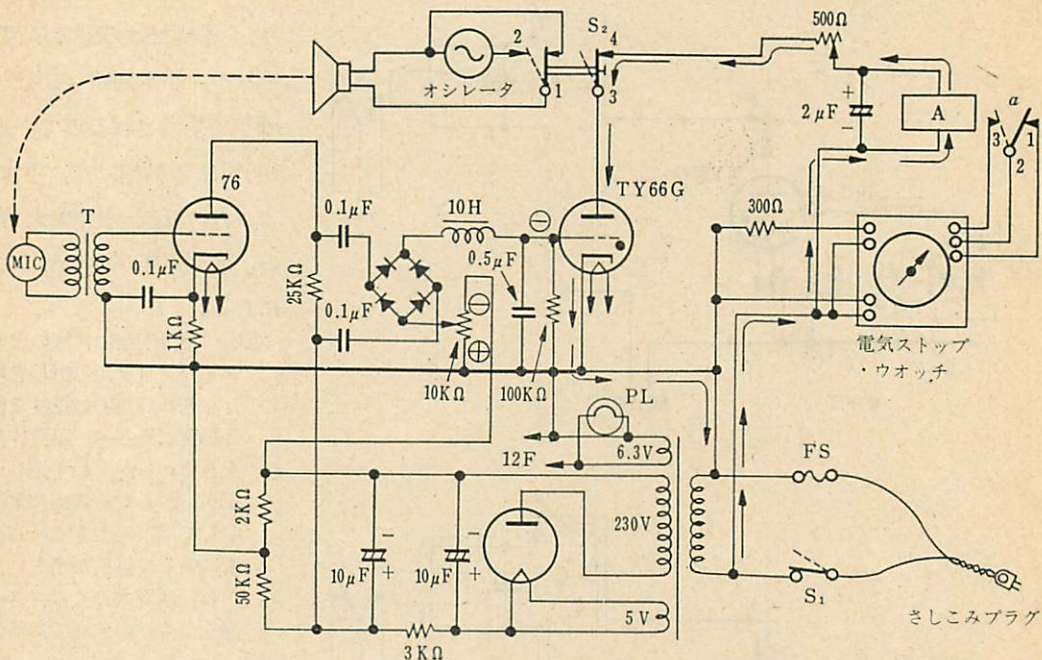 S₂
500Ω
2
4
オシレータ
1
3
2μF
+
−
A
a
3
1
2
76
TY66G
T
0.1μF
10H
⊖
300Ω
MIC
0.1μF
0.5μF
25KΩ
⊖
1KΩ
0.1μF
⊕
電気ストップ
・ウオッチ
10KΩ
100KΩ
PL
12F
6.3V
FS
2KΩ
230V
−
−
10μF
+
10μF
+
50KΩ
5V
S₁
さしこみプラグ
3KΩ